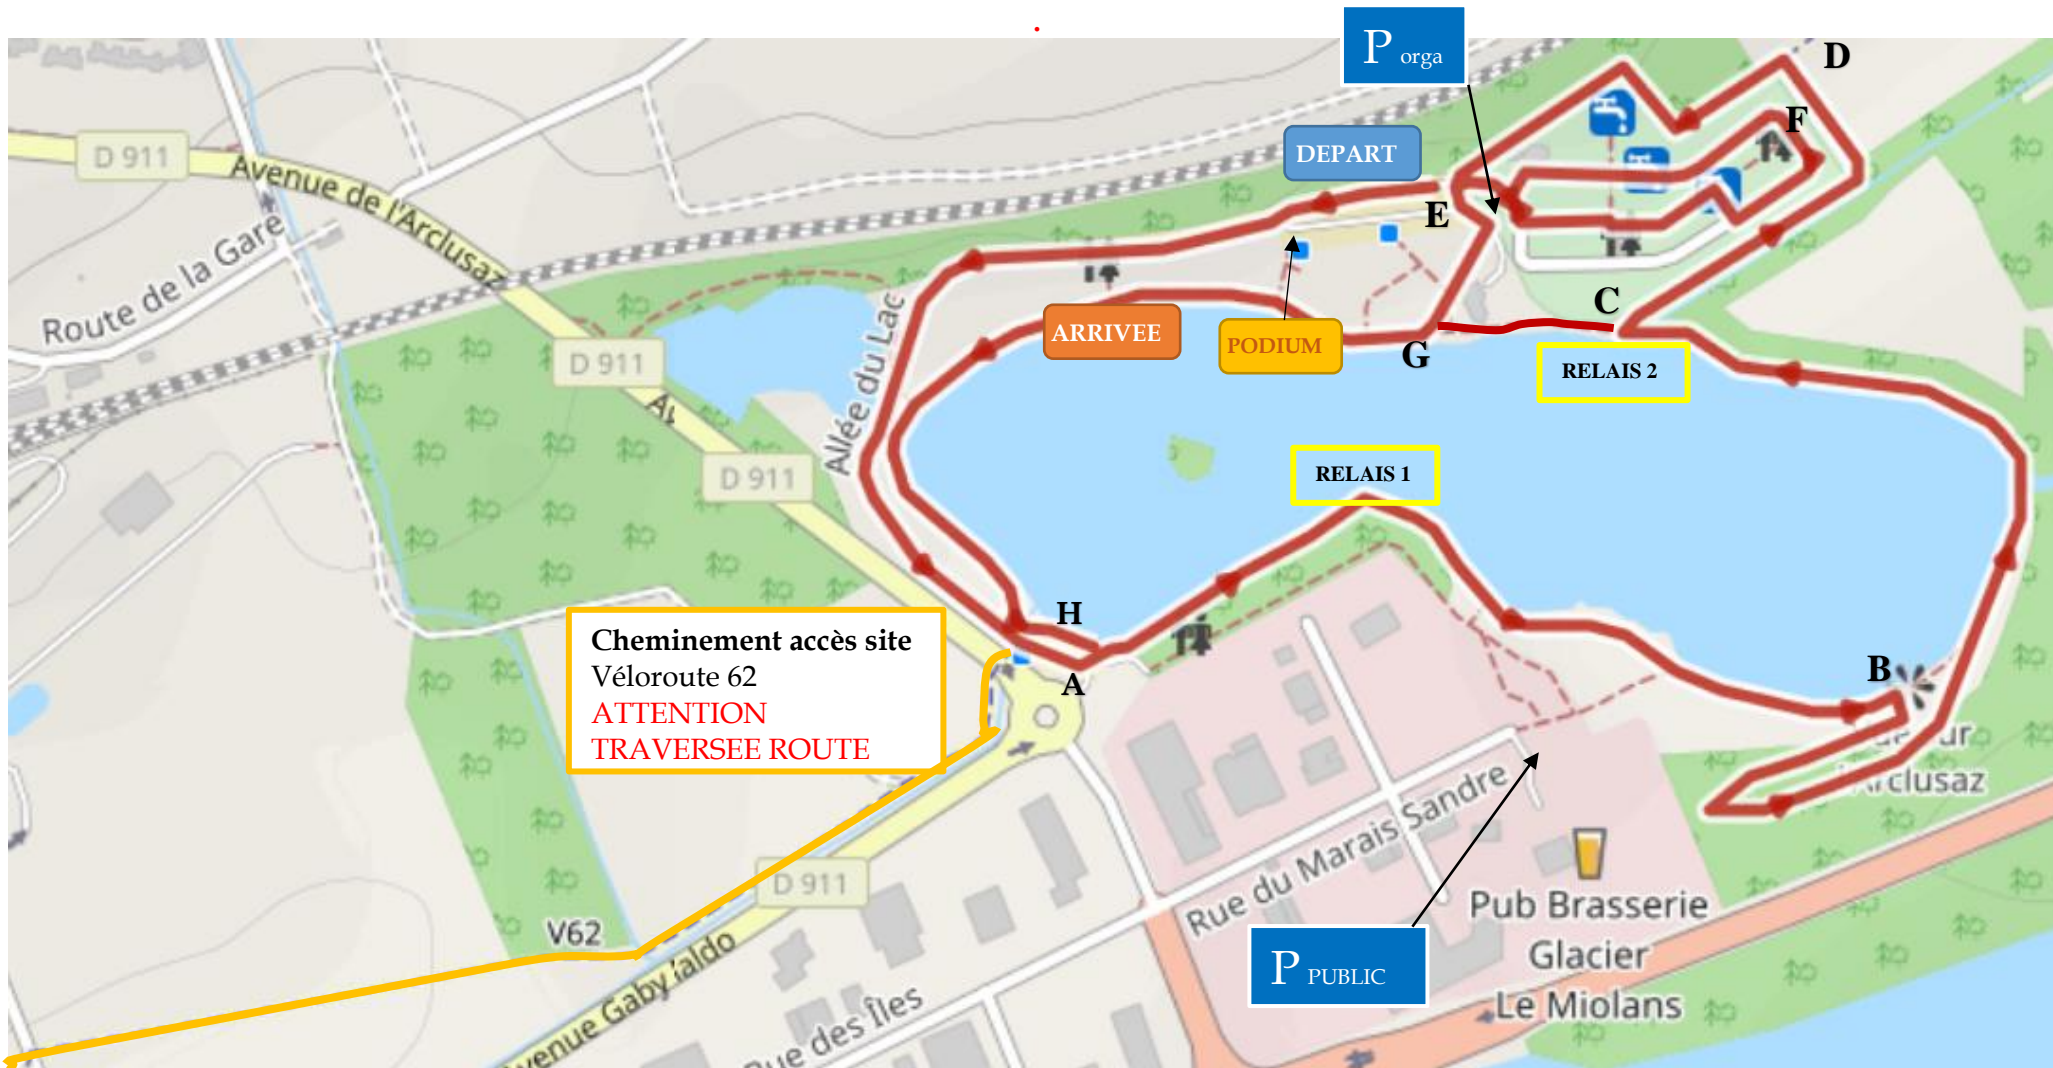 P orga
D
D 911
Avenue de l'Arclusaz
DEPART
F
E
Route de la Gare
C
ARRIVEE
PODIUM
G
D 911
RELAIS 2
Allée du Lac
D 911
RELAIS 1
H
A
B
Cheminement accès site
Véloroute 62
ATTENTION
TRAVERSEE ROUTE
Rue du Marais Sandre
D 911
V62
P PUBLIC
Pub Brasserie
Glacier
Le Miolans
Rue des Îles